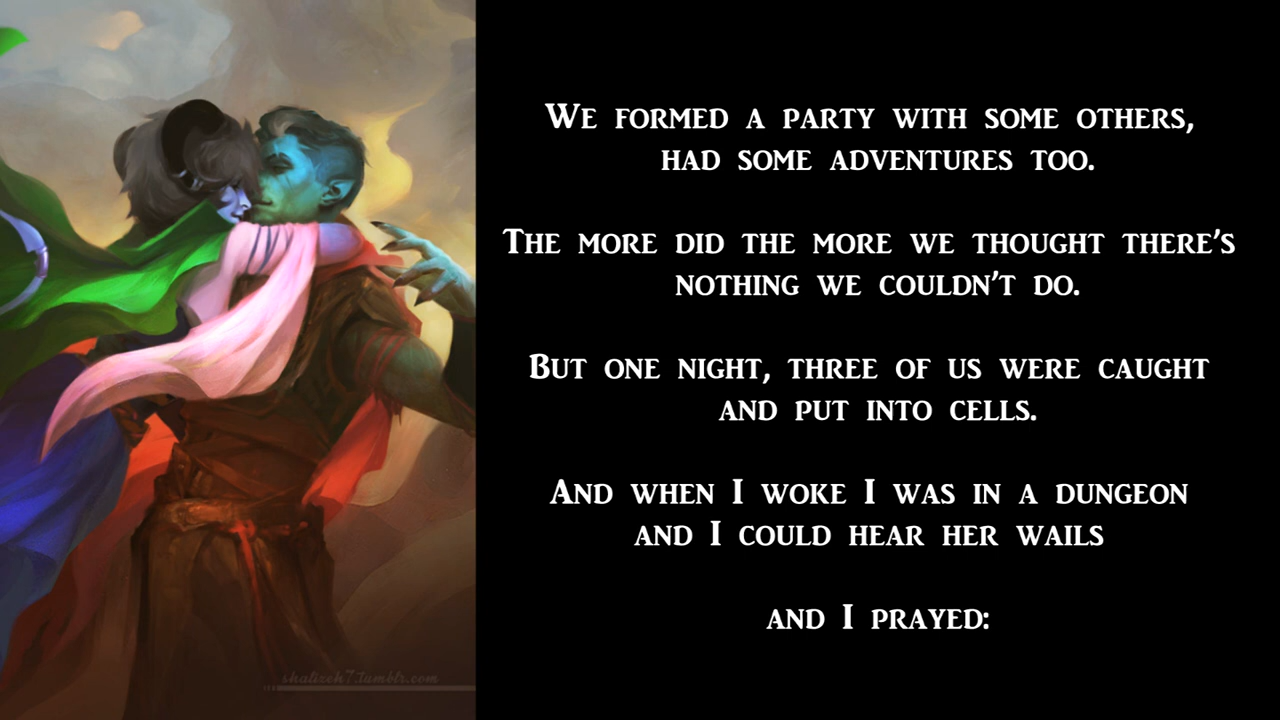 We formed a party with some others,
had some adventures too.
The more did the more we thought there's
nothing we couldn't do.
But one night, three of us were caught
and put into cells.
And when I woke I was in a dungeon
and I could hear her wails
and I prayed:
shalizeh7.tumblr.com